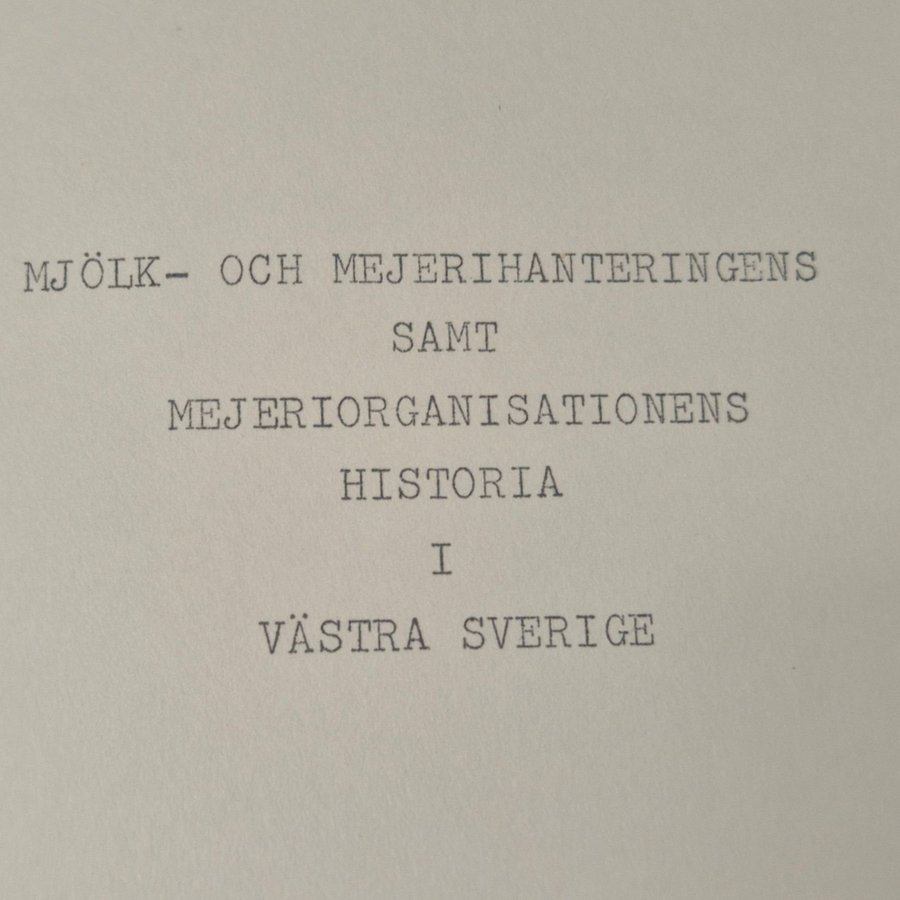 MJÖLK- OCH MEJERIHANTERINGENS
SAMT
MEJERIORGANISATIONENS
HISTORIA
I
VÄSTRA SVERIGE